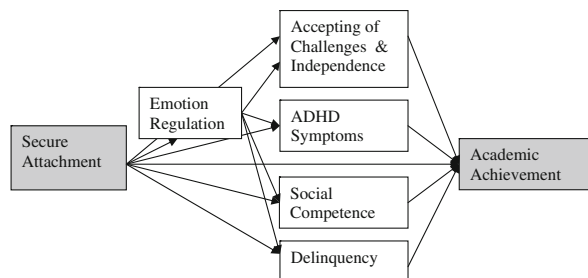 Accepting of
Challenges & 
Independence
Emotion
Regulation
ADHD
Symptoms
Secure
Attachment
Academic
Achievement
Social
Competence
Delinquency